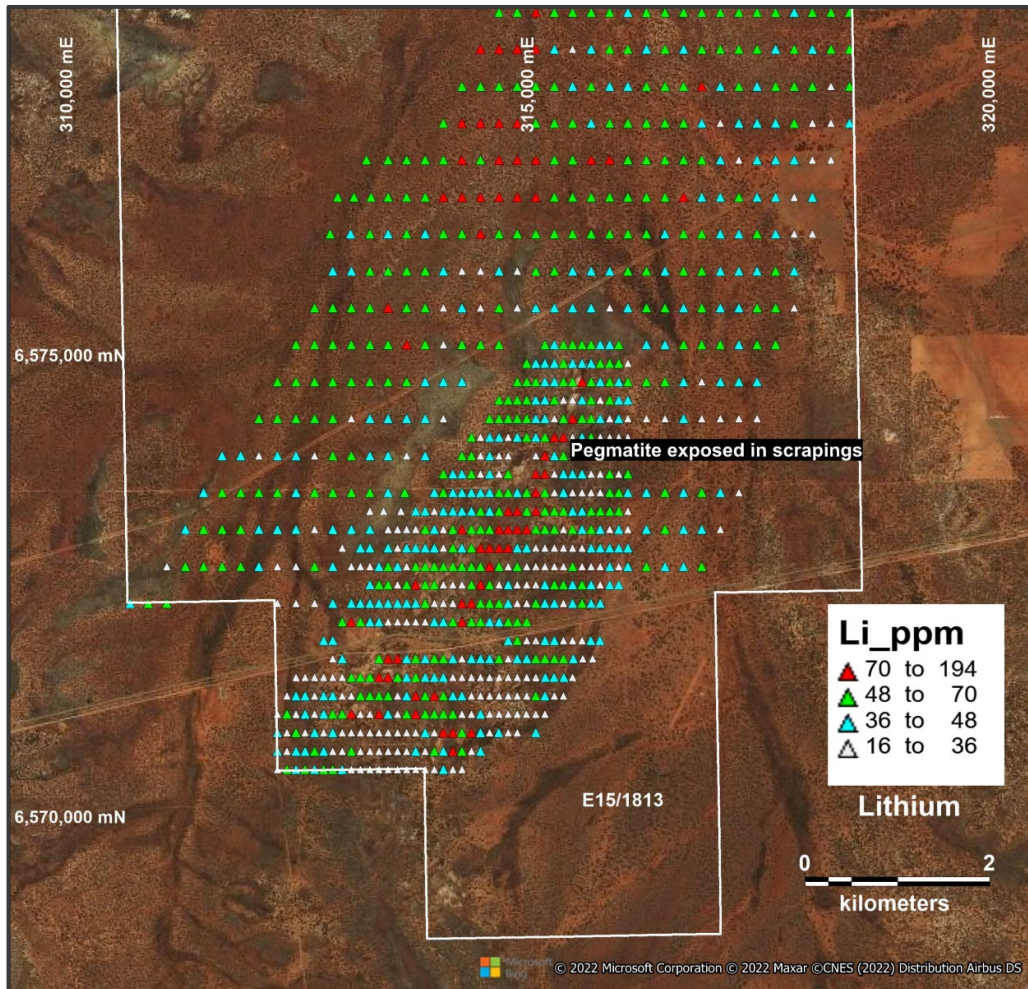 310,000 mE
315,000 mE
320,000 mE
6,575,000 mN
Pegmatite exposed in scrapings
Li_ppm
70 to 194
48 to 70
36 to 48
16 to 36
Lithium
6,570,000 mN
E15/1813
0 2
kilometers
Microsoft
Bing
© 2022 Microsoft Corporation © 2022 Maxar ©CNES (2022) Distribution Airbus DS